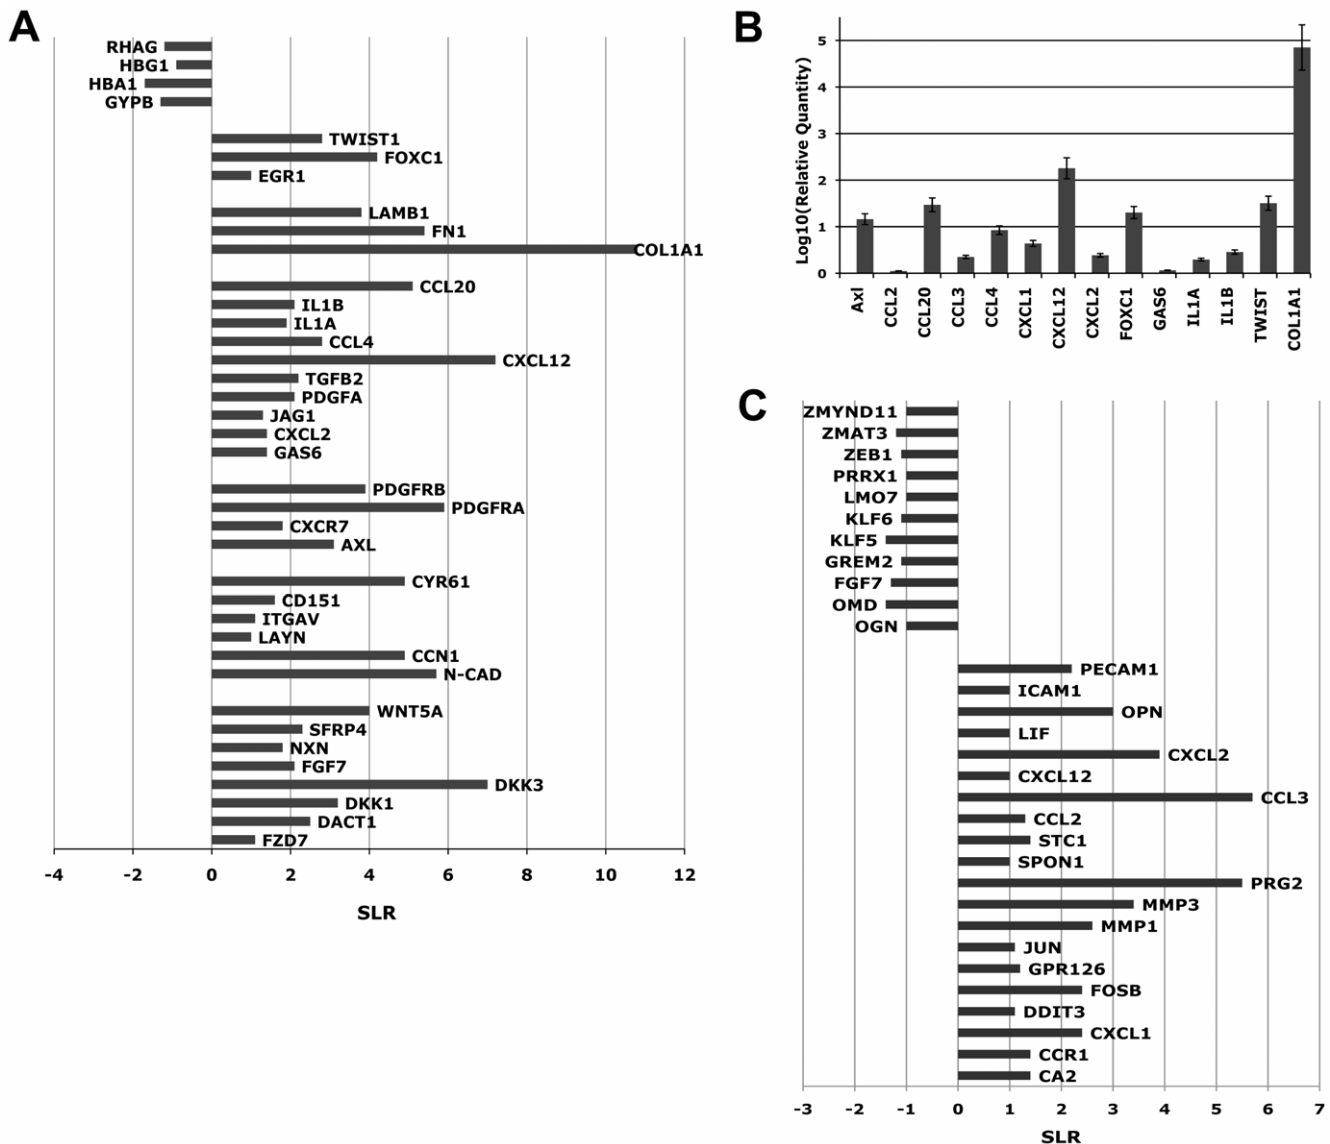 A
RHAG
HBG1
HBA1
GYPB
TWIST1
FOXC1
EGR1
LAMB1
FN1
COL1A1
CCL20
IL1B
IL1A
CCL4
CXCL12
TGFB2
PDGFA
JAG1
CXCL2
GAS6
PDGFRB
PDGFRA
CXCR7
AXL
CYR61
CD151
ITGAV
LAYN
CCN1
N-CAD
WNT5A
SFRP4
NXN
FGF7
DKK3
DKK1
DACT1
FZD7
-4 -2 0 2 4 6 8 10 12
SLR
B
Log10(Relative Quantity)
5
4
3
2
1
0
Axl
CCL2
CCL20
CCL3
CCL4
CXCL1
CXCL12
CXCL2
FOXC1
GAS6
IL1A
IL1B
TWIST
COL1A1
C
ZMYND11
ZMAT3
ZEB1
PRRX1
LMO7
KLF6
KLF5
GREM2
FGF7
OMD
OGN
PECAM1
ICAM1
OPN
LIF
CXCL2
CXCL12
CCL3
CCL2
STC1
SPON1
PRG2
MMP3
MMP1
JUN
GPR126
FOSB
DDIT3
CXCL1
CCR1
CA2
-3 -2 -1 0 1 2 3 4 5 6 7
SLR